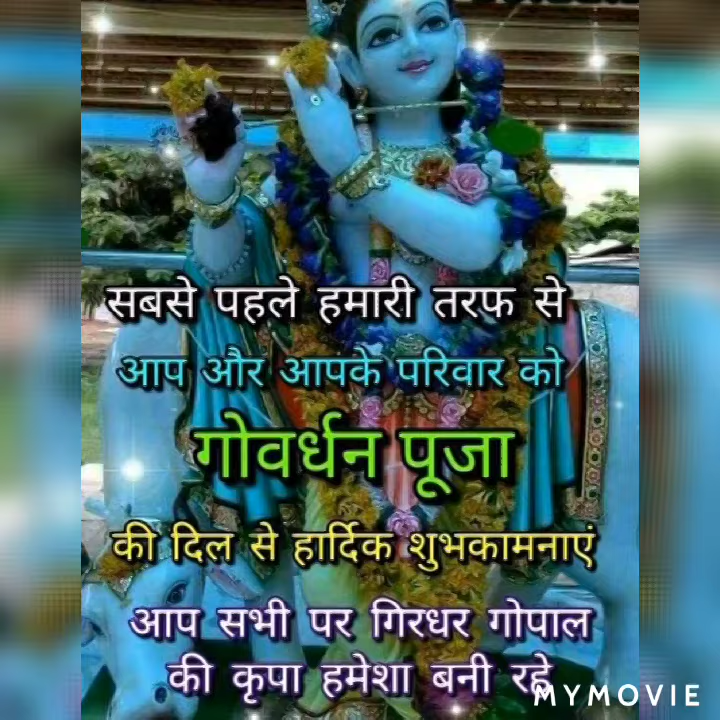 सबसे पहले हमारी तरफ से
आप और आपके परिवार को
गोवर्धन पूजा
की दिल से हार्दिक शुभकामनाएं
आप सभी पर गिरधर गोपाल
की कृपा हमेशा बनी रहे
MYMOVIE